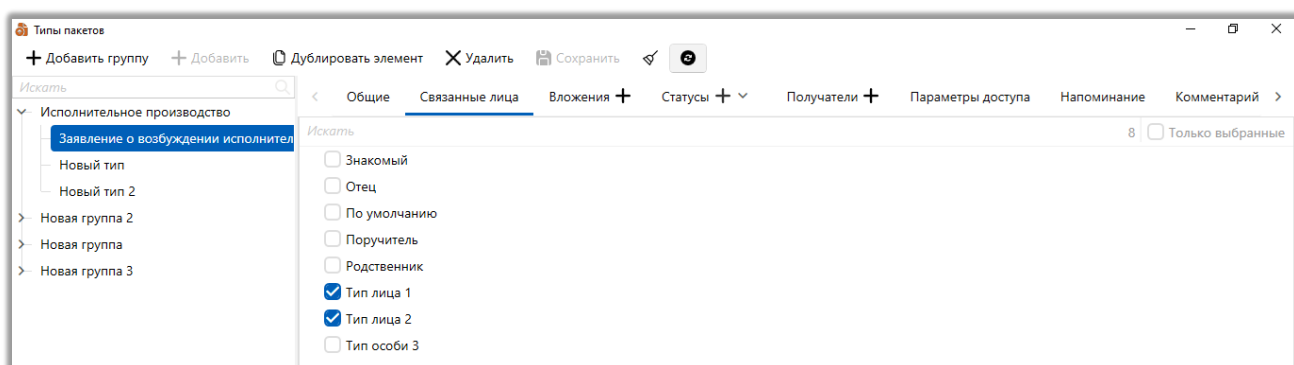 Типы пакетов
Добавить группу Добавить Дублировать элемент Удалить Сохранить
Искать
Общие Связанные лица Вложения Статусы Получатели Параметры доступа Напоминание Комментарий
Исполнительное производство
Заявление о возбуждении исполнител
Новый тип
Новый тип 2
Новая группа 2
Новая группа
Новая группа 3
Искать 8 Только выбранные
Знакомый
Отец
По умолчанию
Поручитель
Родственник
Тип лица 1
Тип лица 2
Тип особи 3